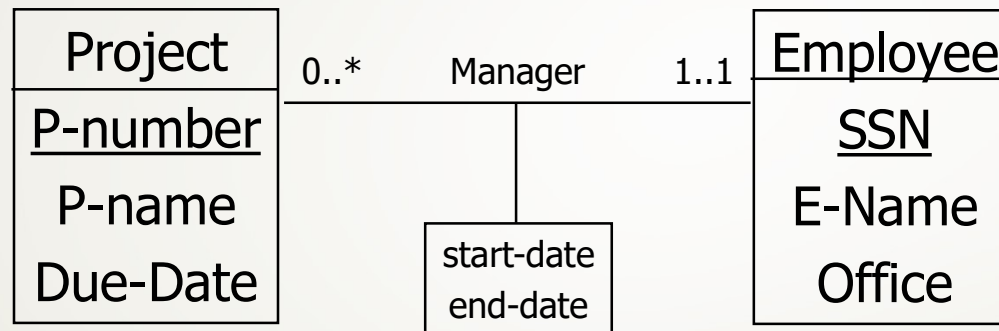 Project
P-number
P-name
Due-Date
0..* Manager 1..1
start-date
end-date
Employee
SSN
E-Name
Office